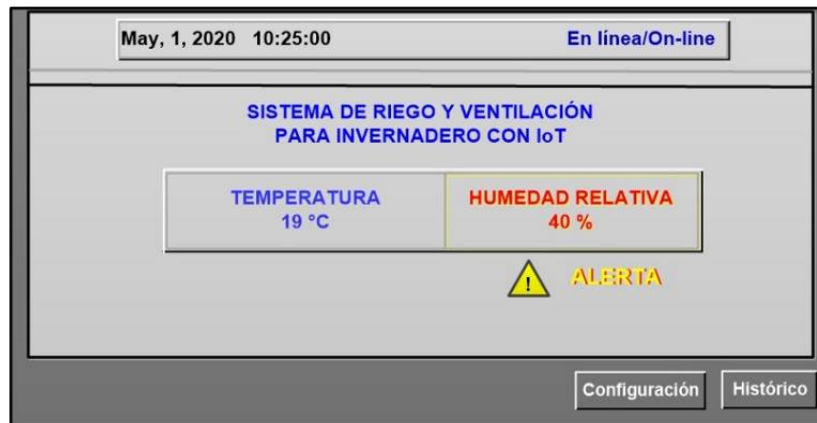 May, 1, 2020 10:25:00 En línea/On-line
SISTEMA DE RIEGO Y VENTILACIÓN
PARA INVERNADERO CON IoT
TEMPERATURA HUMEDAD RELATIVA
19 °C 40 %
! ALERTA
Configuración Histórico